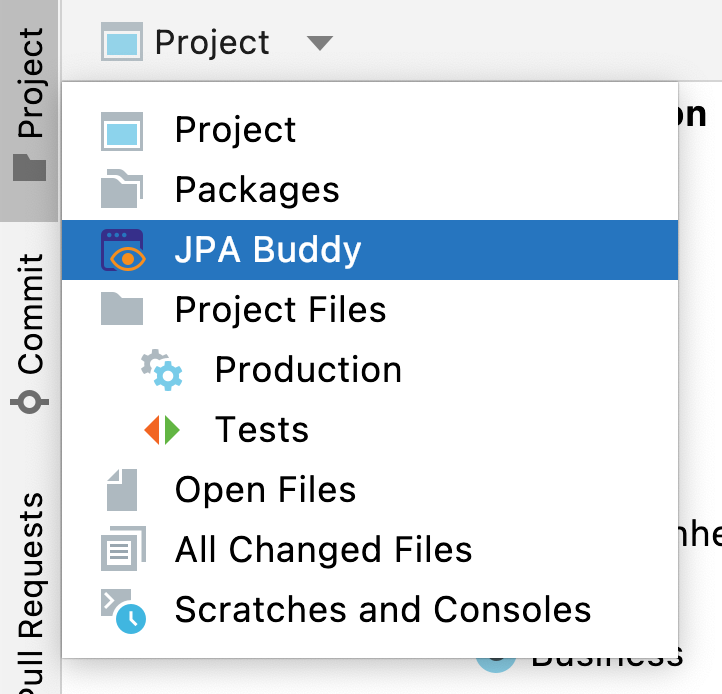 Project
Project
on
Project
Packages
JPA Buddy
Project Files
Production
Tests
Open Files
All Changed Files
Scratches and Consoles
Commit
Pull Requests
nhe
Business